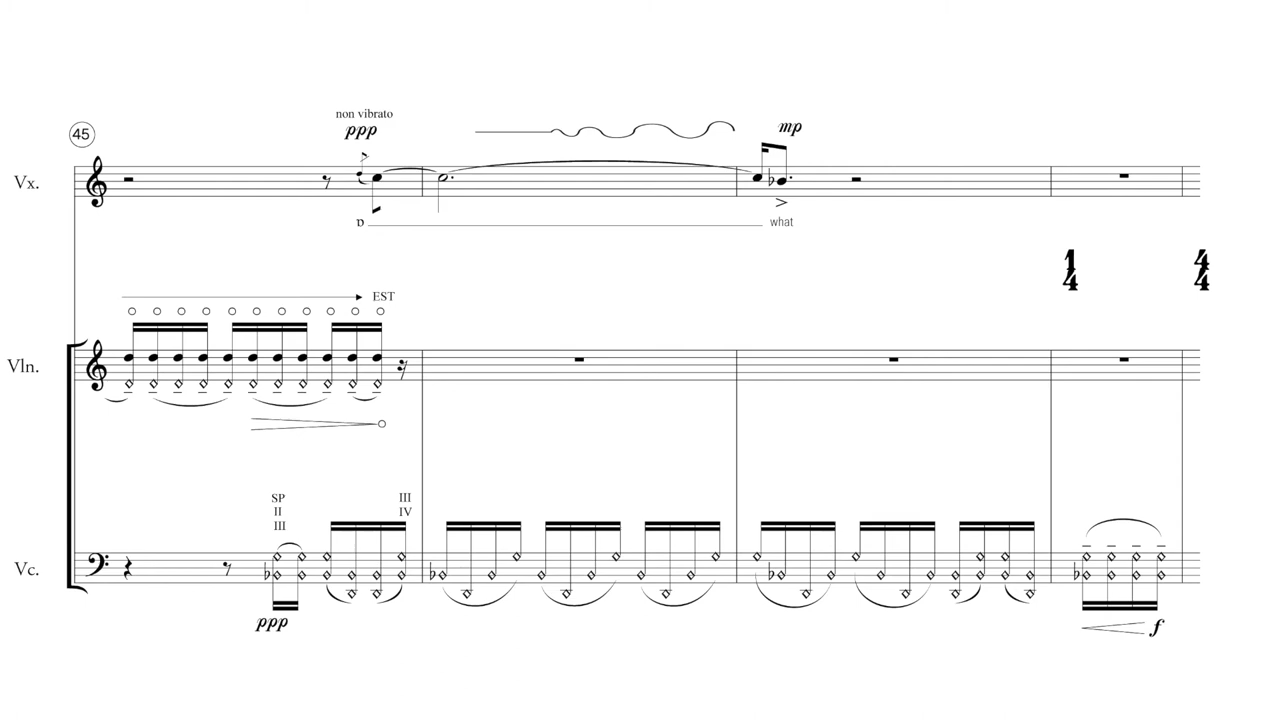 non vibrato
ppp
mp
45
Vx.
ɒ
what
1
4
4
4
EST
Vln.
SP
II
III
III
IV
Vc.
ppp
f